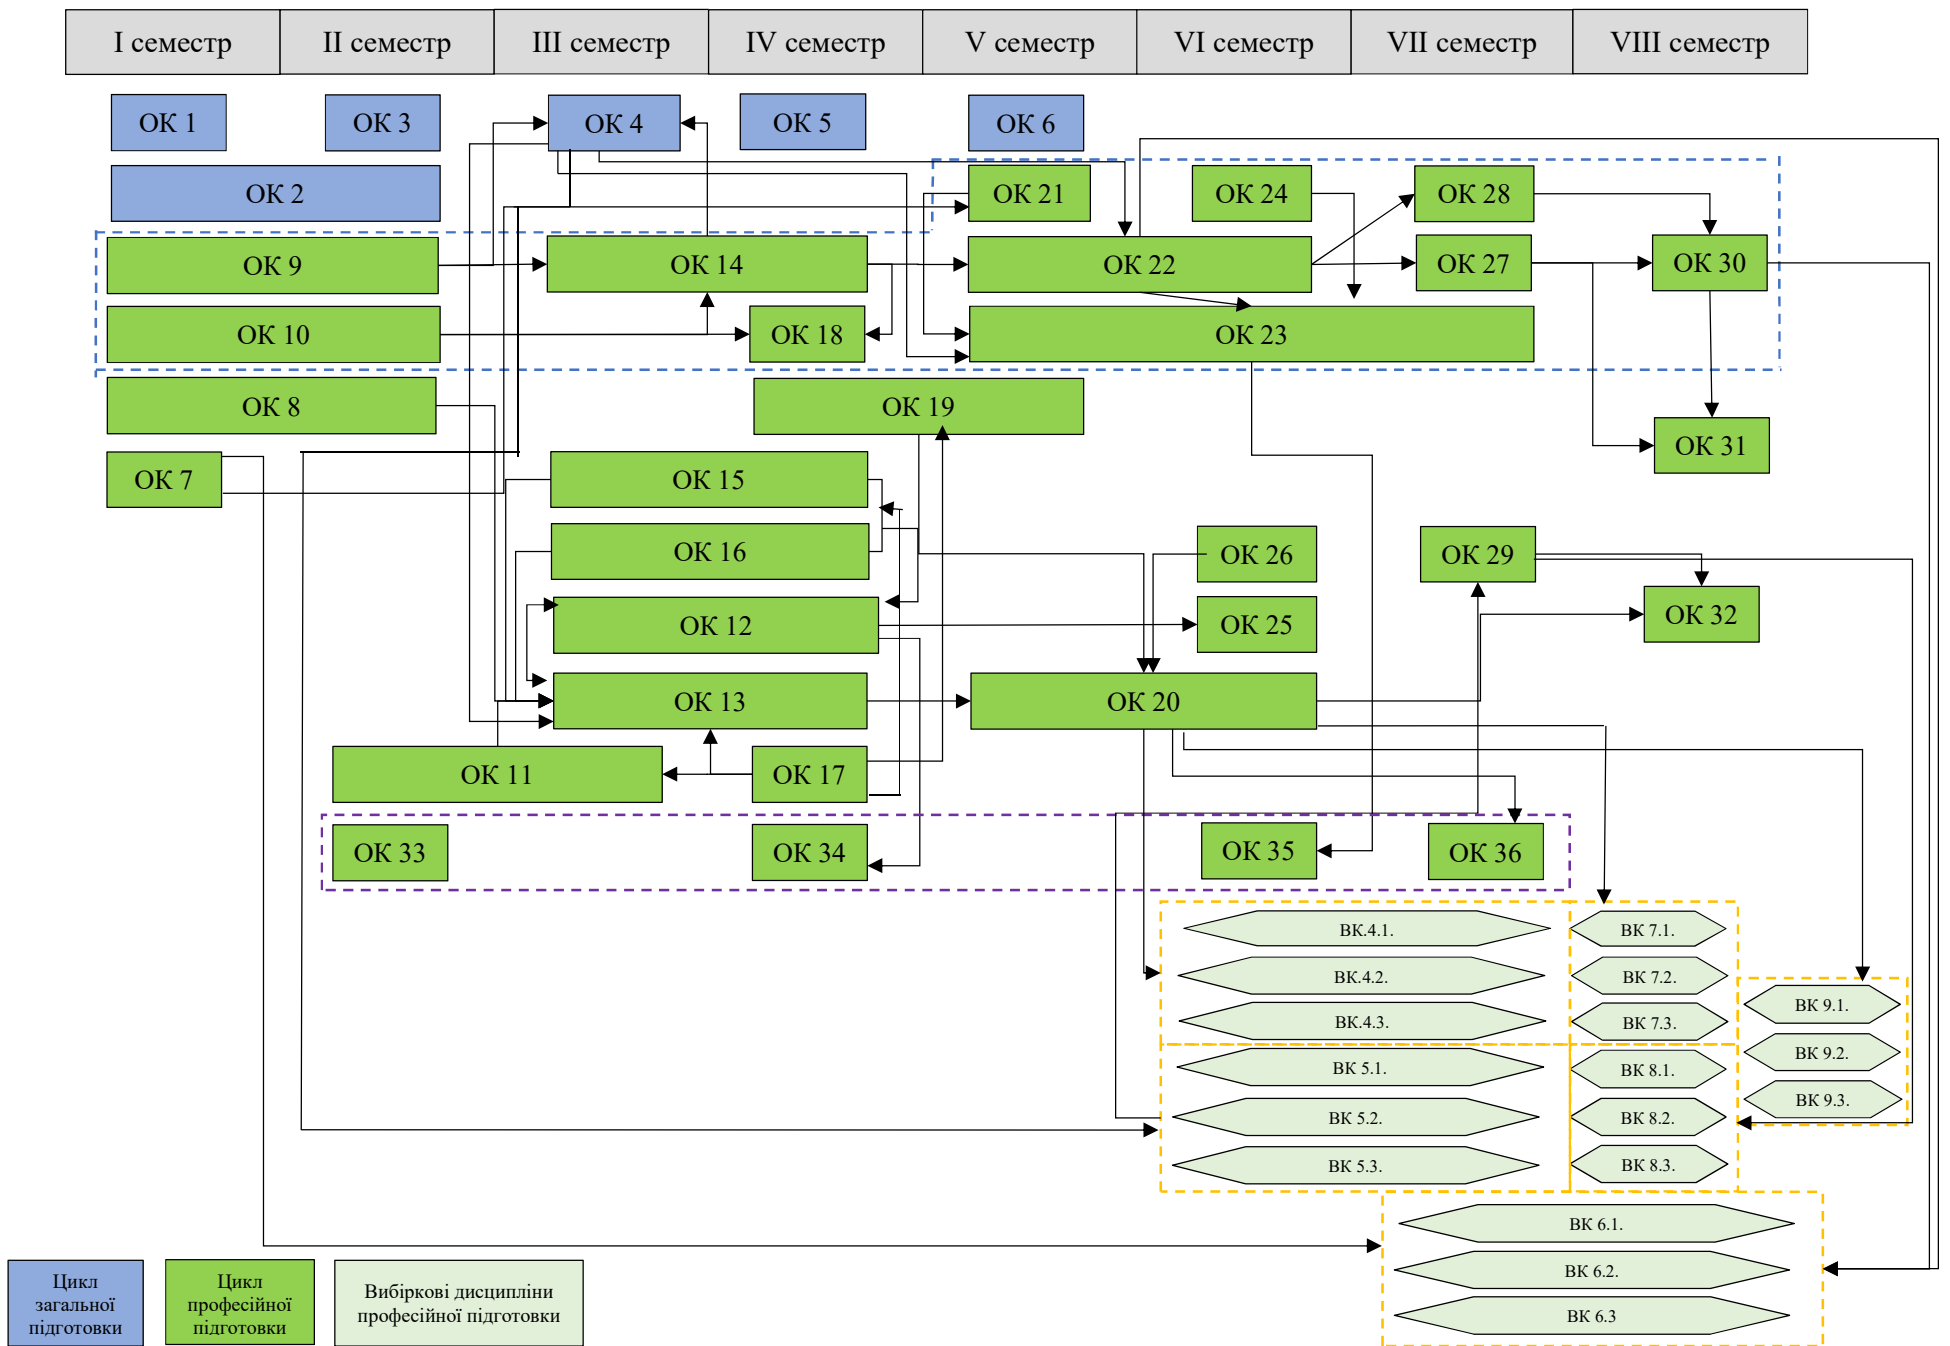 I семестр
II семестр
III семестр
IV семестр
V семестр
VI семестр
VII семестр
VIII семестр
ОК 1
ОК 3
ОК 4
ОК 5
ОК 6
ОК 2
ОК 21
ОК 24
ОК 28
ОК 9
ОК 14
ОК 22
ОК 27
ОК 30
ОК 10
ОК 18
ОК 23
ОК 8
ОК 19
ОК 31
ОК 7
ОК 15
ОК 16
ОК 26
ОК 29
ОК 12
ОК 25
ОК 32
ОК 13
ОК 20
ОК 11
ОК 17
ОК 33
ОК 34
ОК 35
ОК 36
ВК.4.1.
ВК 7.1.
ВК.4.2.
ВК 7.2.
ВК 9.1.
ВК.4.3.
ВК 7.3.
ВК 9.2.
ВК 5.1.
ВК 8.1.
ВК 9.3.
ВК 5.2.
ВК 8.2.
ВК 5.3.
ВК 8.3.
ВК 6.1.
ВК 6.2.
ВК 6.3
Цикл
загальної
підготовки
Цикл
професійної
підготовки
Вибіркові дисципліни
професійної підготовки